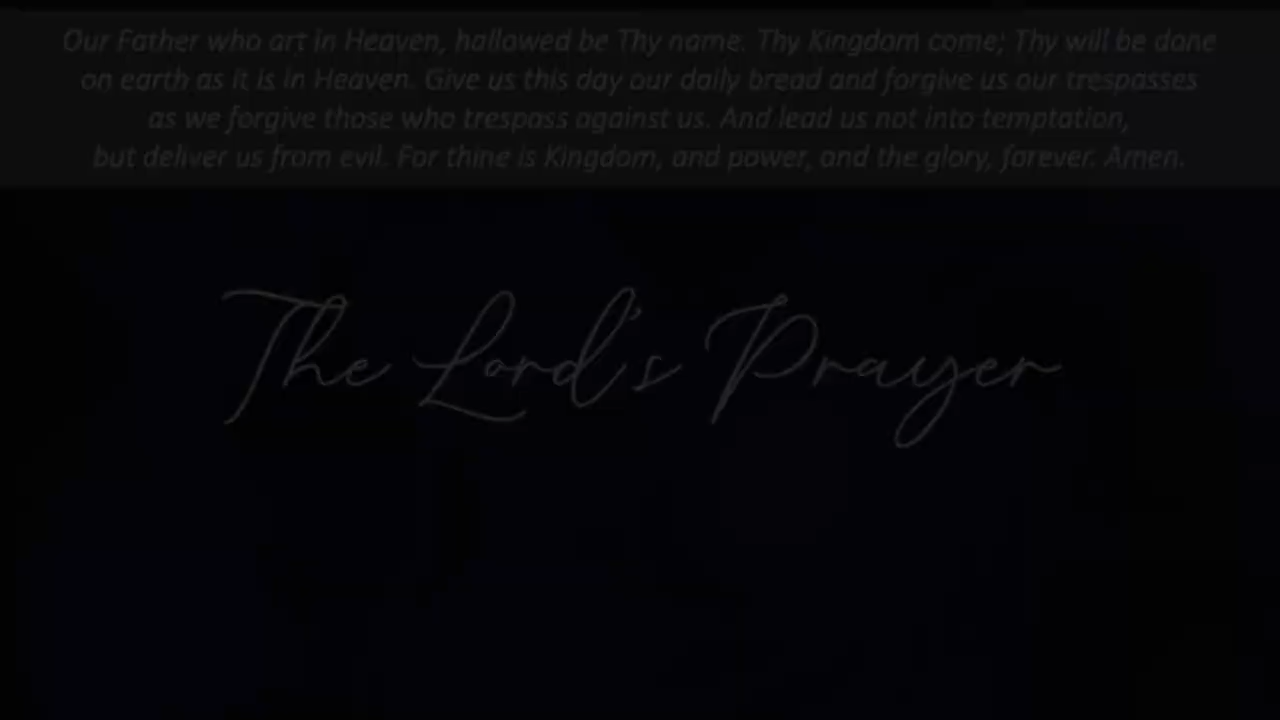 Our Father who art in Heaven, hallowed be Thy name. Thy Kingdom come; Thy will be done
on earth as it is in Heaven. Give us this day our daily bread and forgive us our trespasses
as we forgive those who trespass against us. And lead us not into temptation,
but deliver us from evil. For thine is Kingdom, and power, and the glory, forever. Amen.
The Lord's Prayer